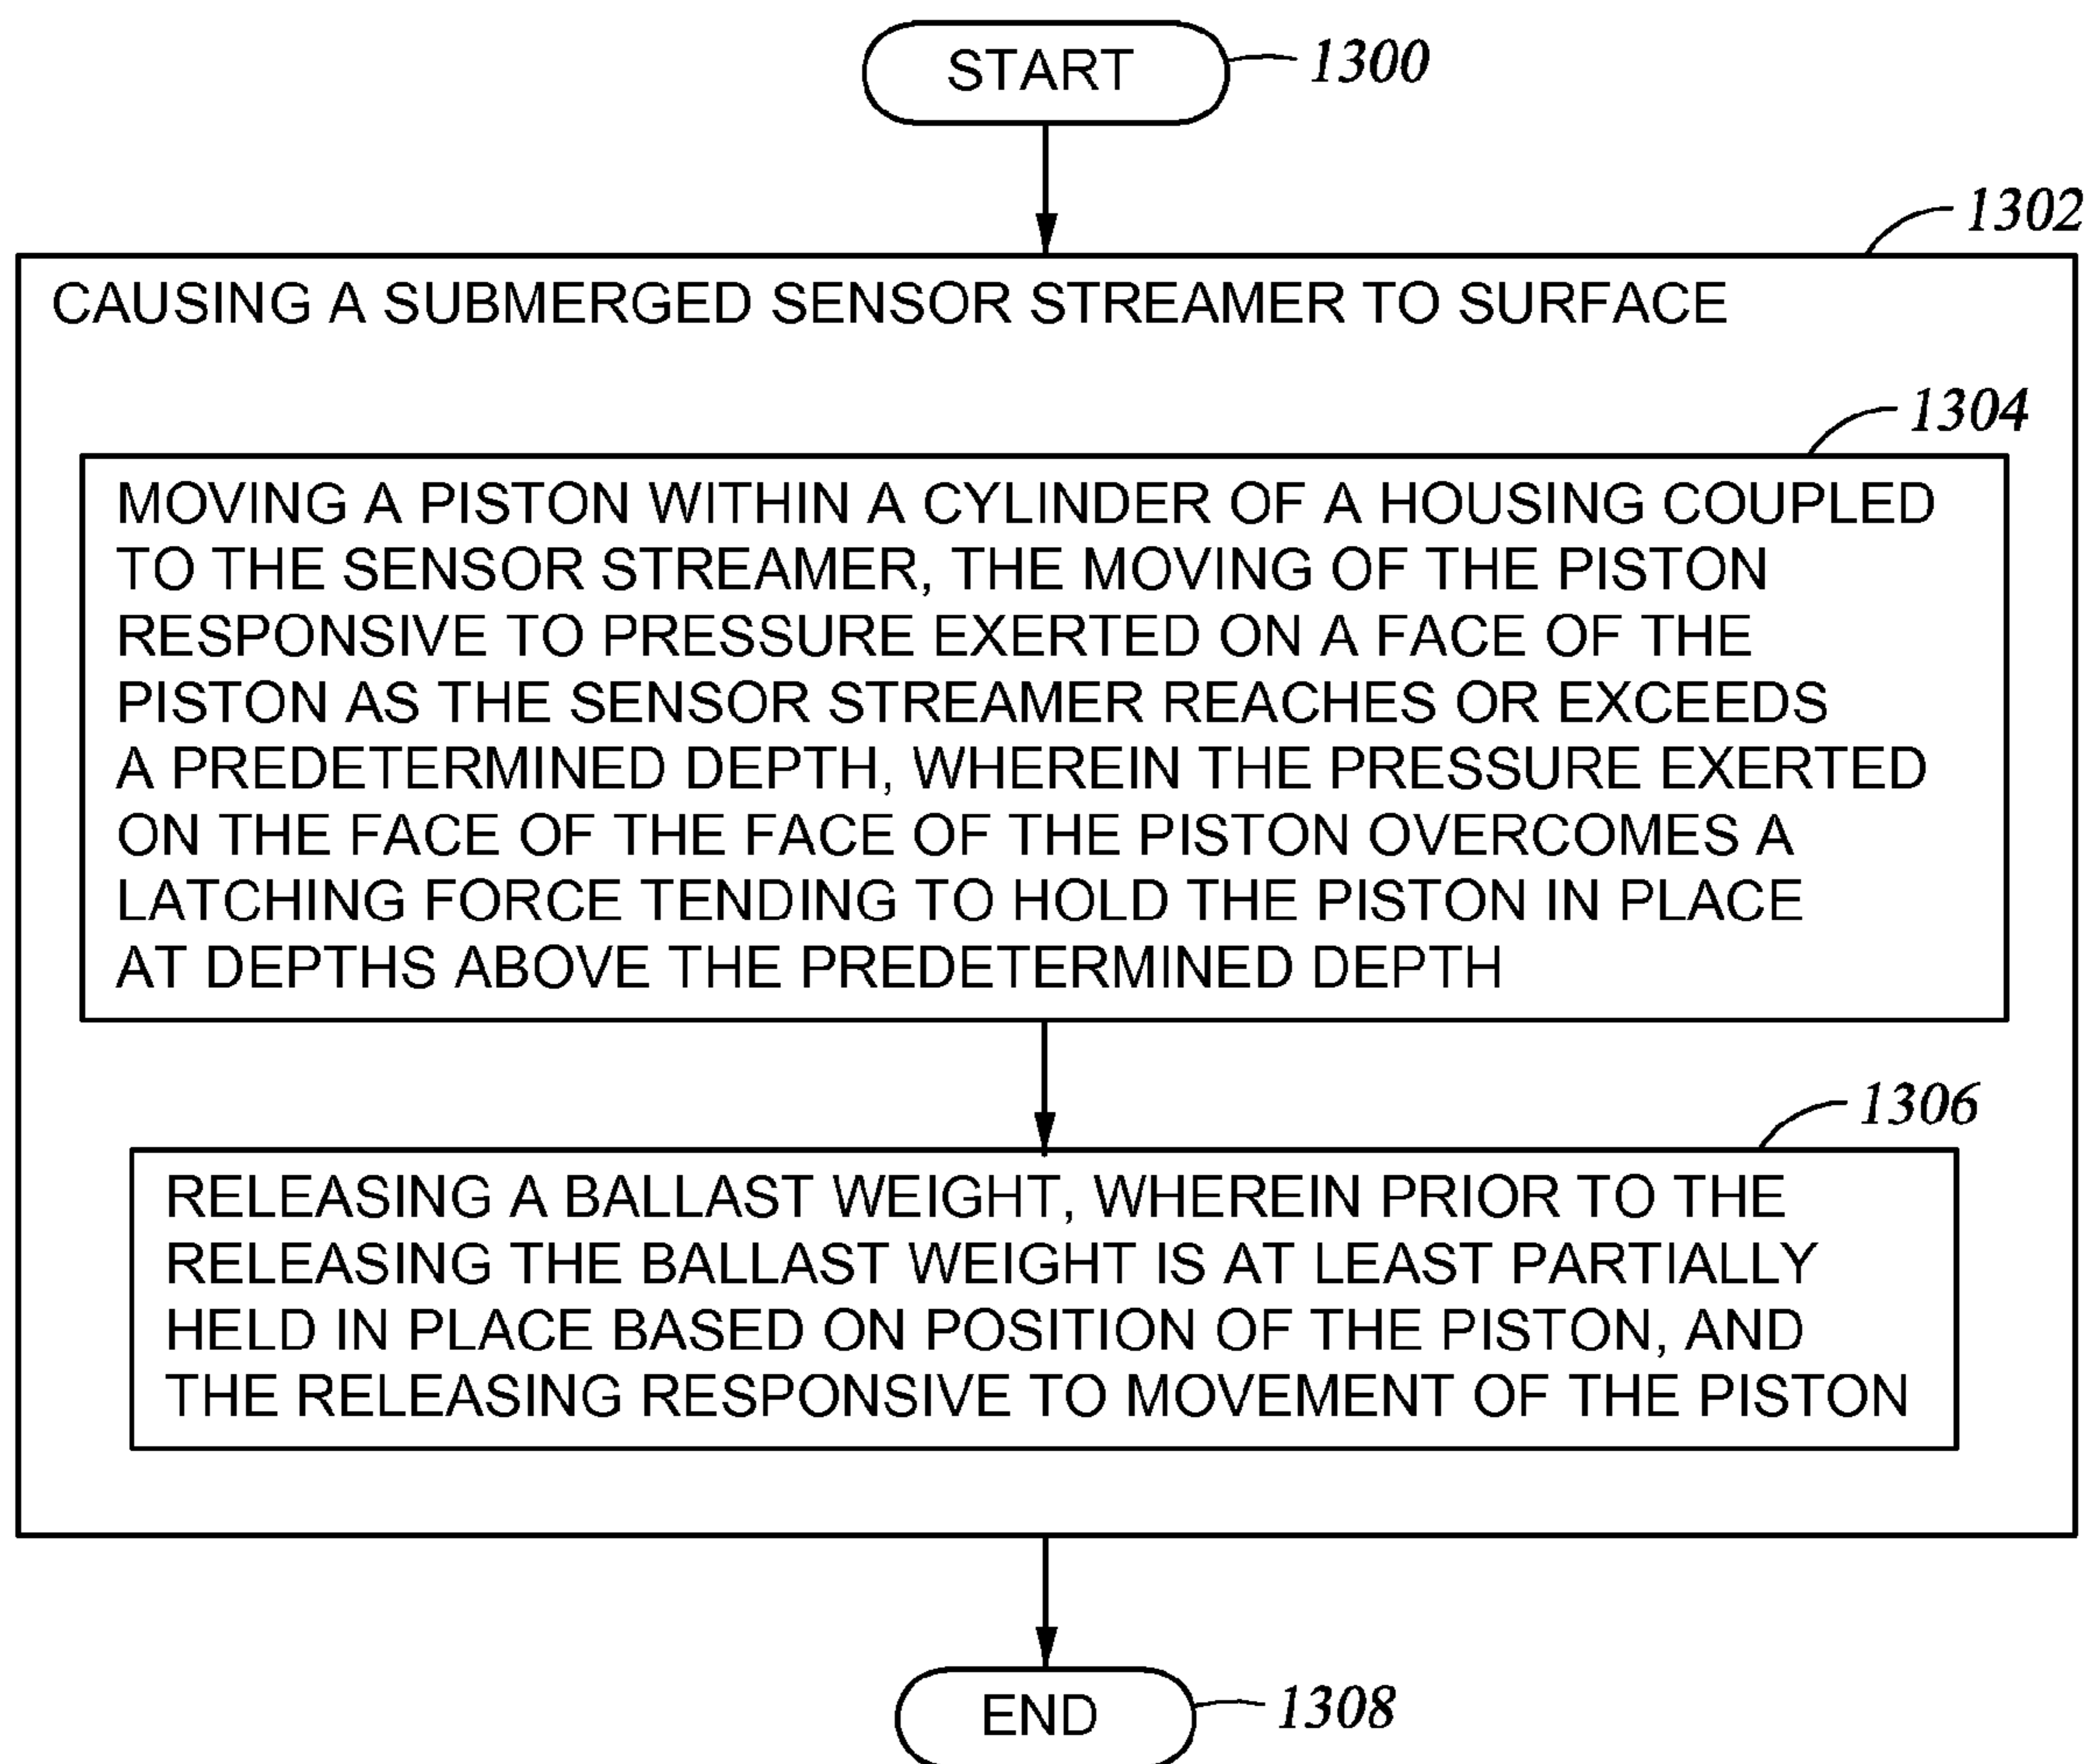 START
1300
1302
CAUSING A SUBMERGED SENSOR STREAMER TO SURFACE
1304
MOVING A PISTON WITHIN A CYLINDER OF A HOUSING COUPLED
TO THE SENSOR STREAMER, THE MOVING OF THE PISTON
RESPONSIVE TO PRESSURE EXERTED ON A FACE OF THE
PISTON AS THE SENSOR STREAMER REACHES OR EXCEEDS
A PREDETERMINED DEPTH, WHEREIN THE PRESSURE EXERTED
ON THE FACE OF THE FACE OF THE PISTON OVERCOMES A
LATCHING FORCE TENDING TO HOLD THE PISTON IN PLACE
AT DEPTHS ABOVE THE PREDETERMINED DEPTH
1306
RELEASING A BALLAST WEIGHT, WHEREIN PRIOR TO THE
RELEASING THE BALLAST WEIGHT IS AT LEAST PARTIALLY
HELD IN PLACE BASED ON POSITION OF THE PISTON, AND
THE RELEASING RESPONSIVE TO MOVEMENT OF THE PISTON
END
1308